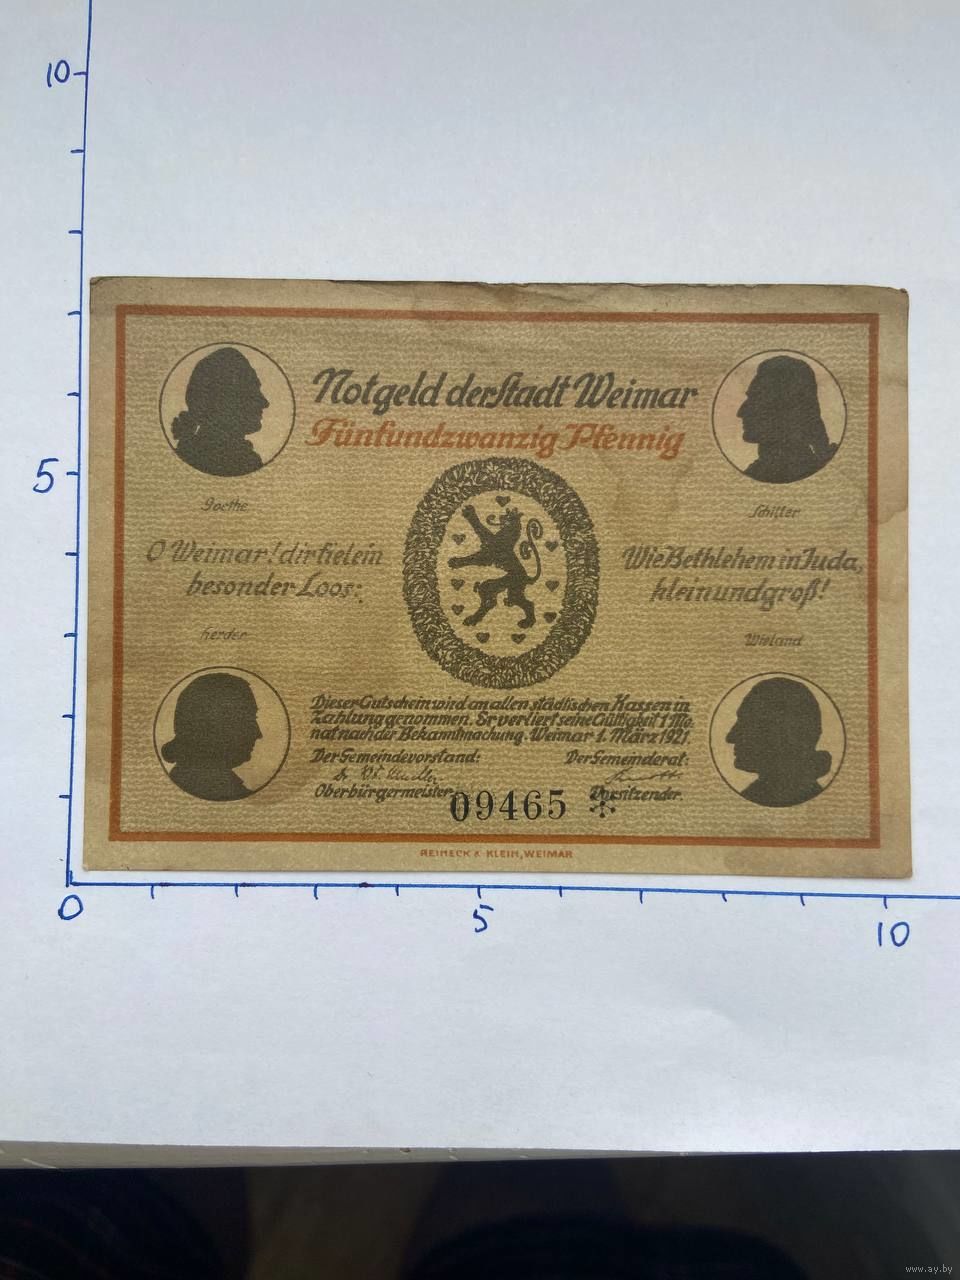 10
5
0
5
10
Notgeld der Stadt Weimar
Fünfundzwanzig Pfennig
Goethe
Schiller
O Weimar! dir fiel ein
besonder Loos:
Wie Bethlehem in Juda,
klein und groß!
Herder
Wieland
Dieser Gutschein wird an allen städtischen Kassen in
Zahlung genommen. Er verliert seine Gültigkeit 1 Mo-
nat nach der Bekanntmachung. Weimar 1. März 1921.
Der Gemeindevorstand:
Der Gemeinderat:
Oberbürgermeister
Vorsitzender.
09465
REINECK & KLEIN, WEIMAR
www.ay.by